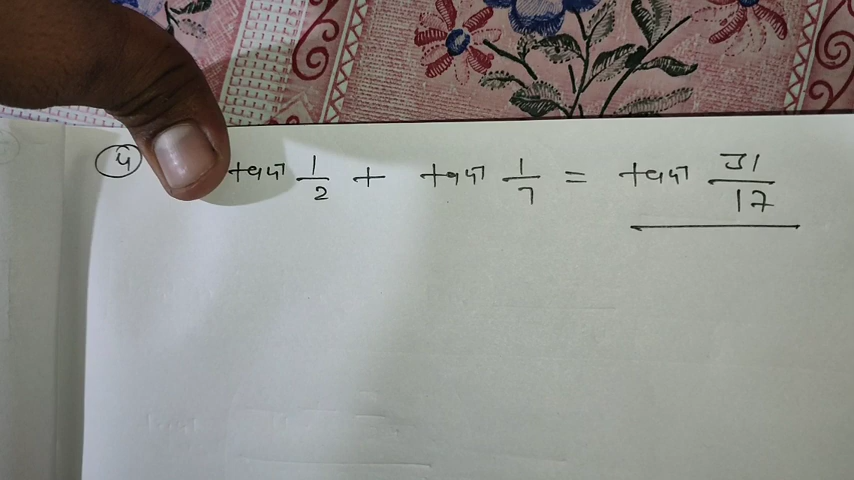 ④ tan⁻¹ 1/2 + tan⁻¹ 1/7 = tan⁻¹ 31/17